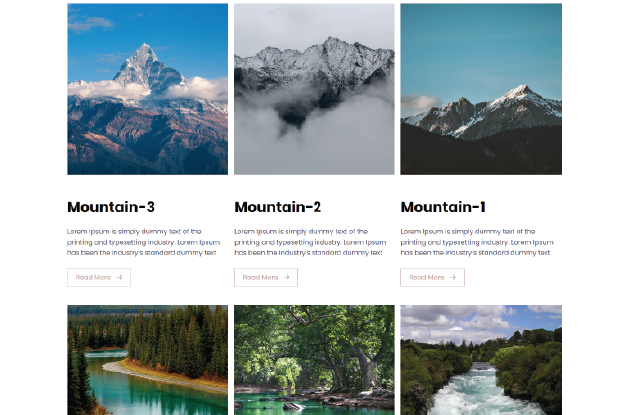 Mountain-3
Lorem Ipsum is simply dummy text of the
printing and typesetting industry. Lorem Ipsum
has been the industry's standard dummy text
Read More →
Mountain-2
Lorem Ipsum is simply dummy text of the
printing and typesetting industry. Lorem Ipsum
has been the industry's standard dummy text
Read More →
Mountain-1
Lorem Ipsum is simply dummy text of the
printing and typesetting industry. Lorem Ipsum
has been the industry's standard dummy text
Read More →